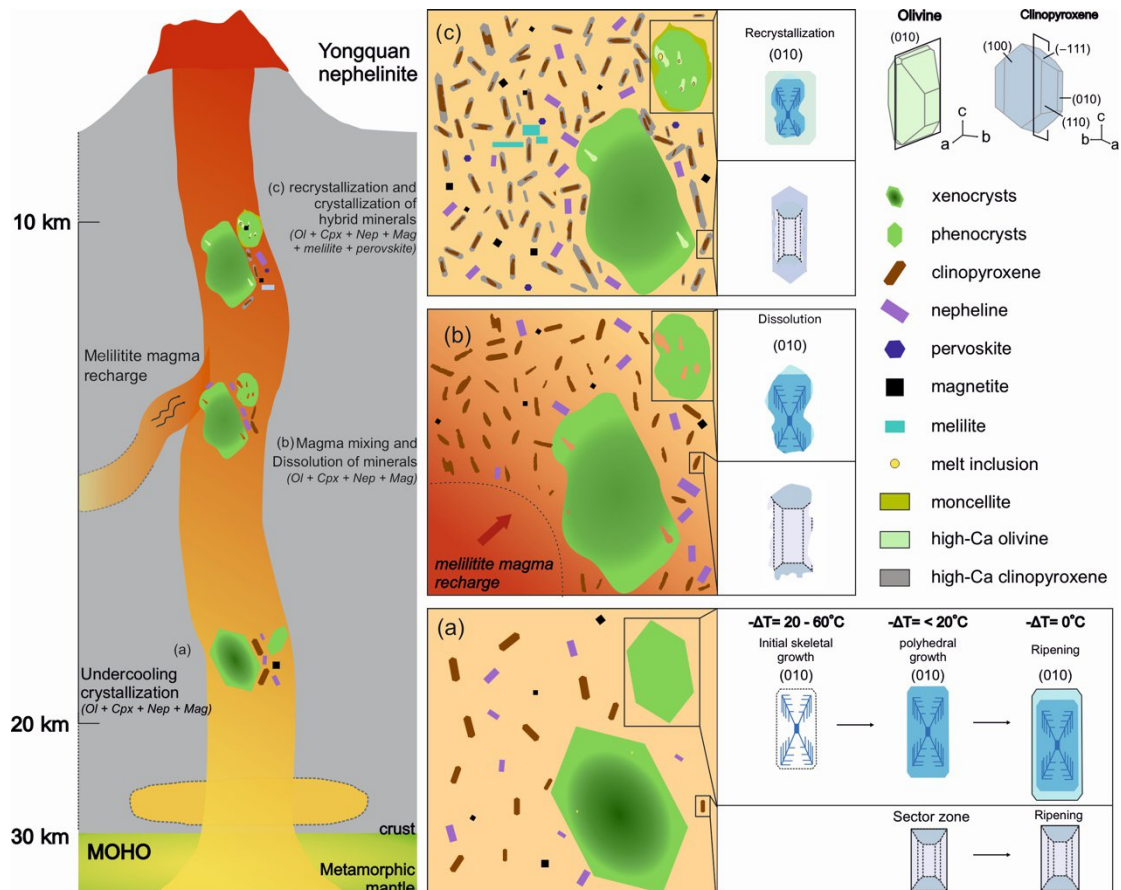 Yongquan
nephelinite
10 km
(c) recrystallization and
crystallization of
hybrid minerals
(Ol + Cpx + Nep + Mag
+ melilite + perovskite)
Melilitite magma
recharge
(b) Magma mixing and
Dissolution of minerals
(Ol + Cpx + Nep + Mag)
(a)
Undercooling
crystallization
(Ol + Cpx + Nep + Mag)
20 km
30 km
crust
MOHO
Metamorphic
mantle
(c)
Recrystallization
(010)
(b)
melilitite magma
recharge
Dissolution
(010)
(a)
-ΔT= 20 - 60°C
Initial skeletal
growth
(010)
-ΔT= < 20°C
polyhedral
growth
(010)
-ΔT= 0°C
Ripening
(010)
Sector zone
Ripening
Olivine
(010)
c
a
b
Clinopyroxene
(100)
(-111)
(010)
(110)
c
b
a
xenocrysts
phenocrysts
clinopyroxene
nepheline
pervoskite
magnetite
melilite
melt inclusion
moncellite
high-Ca olivine
high-Ca clinopyroxene